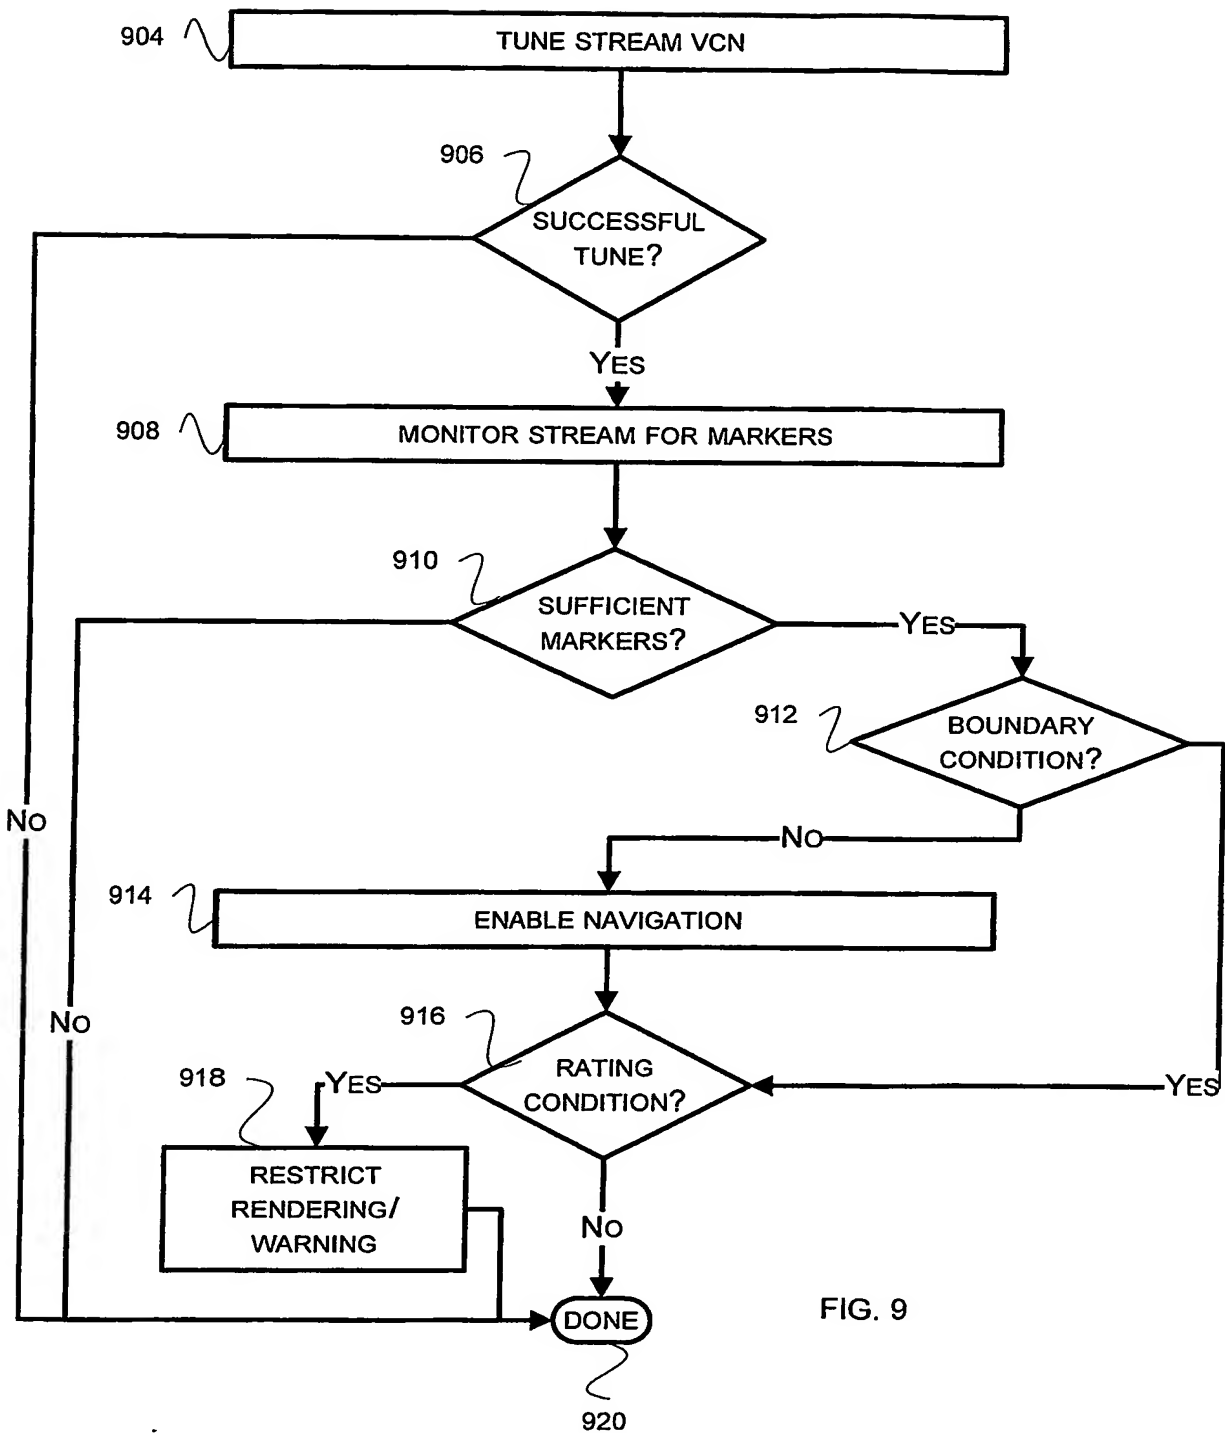 904
TUNE STREAM VCN
906
SUCCESSFUL
TUNE?
YES
908
MONITOR STREAM FOR MARKERS
910
SUFFICIENT
MARKERS?
YES
912
BOUNDARY
CONDITION?
NO
NO
914
ENABLE NAVIGATION
916
NO
RATING
CONDITION?
918
YES
YES
RESTRICT
RENDERING/
WARNING
NO
FIG. 9
DONE
920